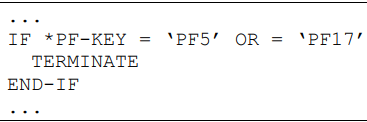 ...
IF *PF-KEY = ‘PF5’ OR = ‘PF17’
TERMINATE
END-IF
...